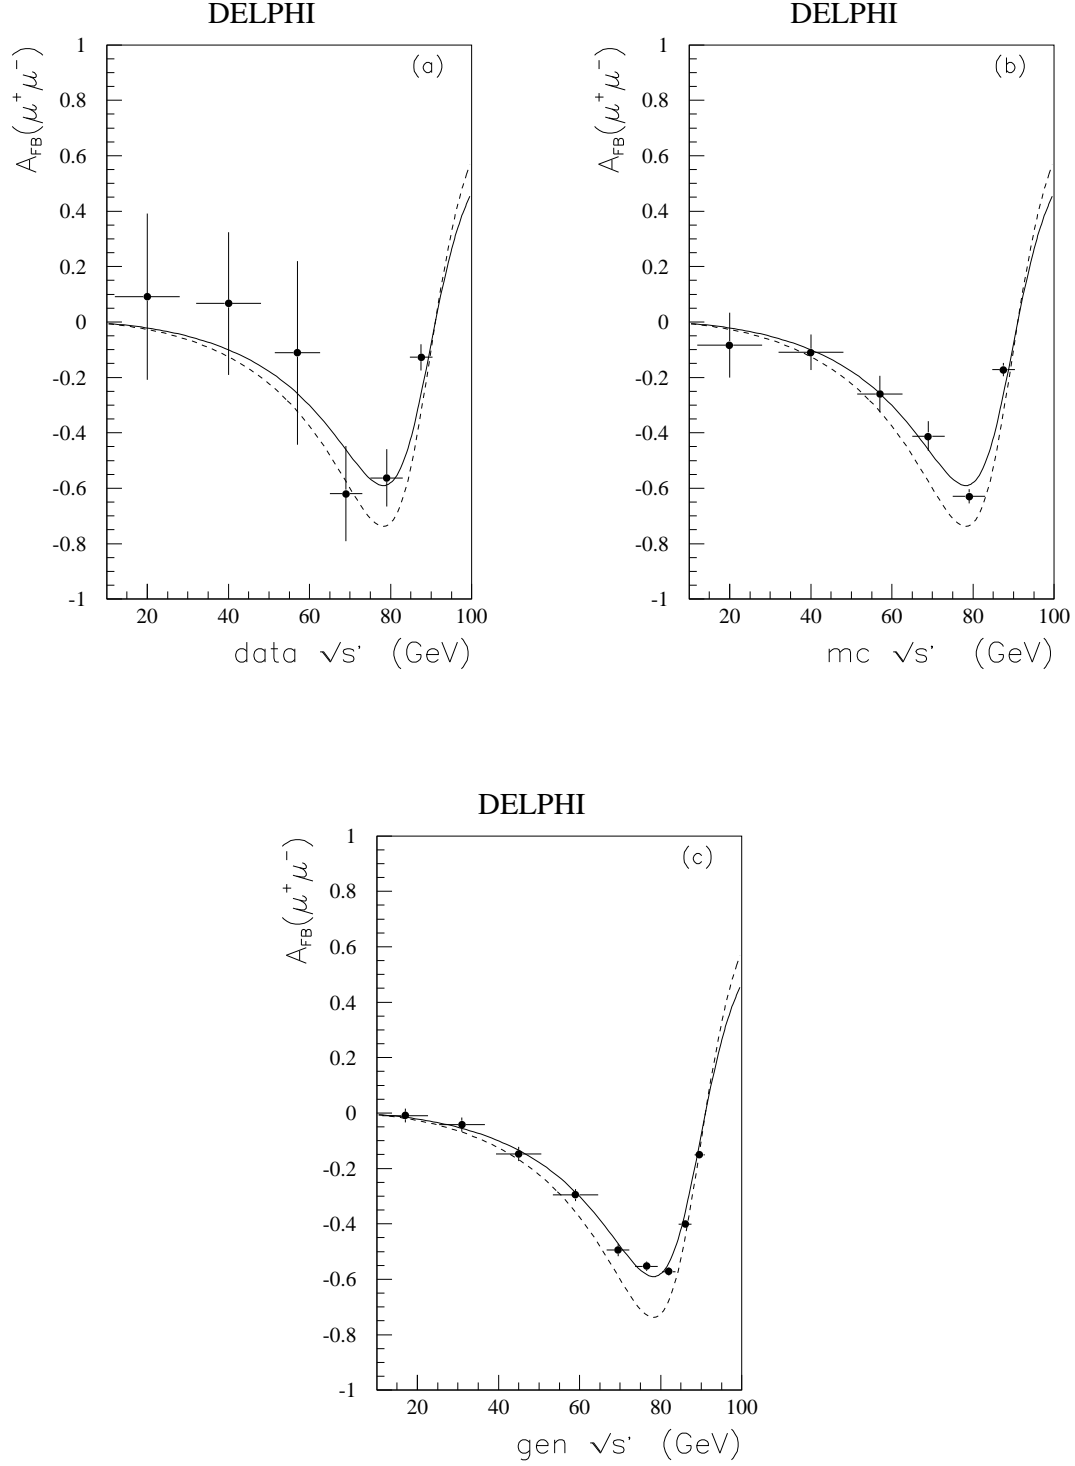 DELPHI
A_FB(μ⁺μ⁻)
(a)
1
0.8
0.6
0.4
0.2
0
-0.2
-0.4
-0.6
-0.8
-1
20 40 60 80 100
data √s' (GeV)
DELPHI
A_FB(μ⁺μ⁻)
(b)
1
0.8
0.6
0.4
0.2
0
-0.2
-0.4
-0.6
-0.8
-1
20 40 60 80 100
mc √s' (GeV)
DELPHI
A_FB(μ⁺μ⁻)
(c)
1
0.8
0.6
0.4
0.2
0
-0.2
-0.4
-0.6
-0.8
-1
20 40 60 80 100
gen √s' (GeV)